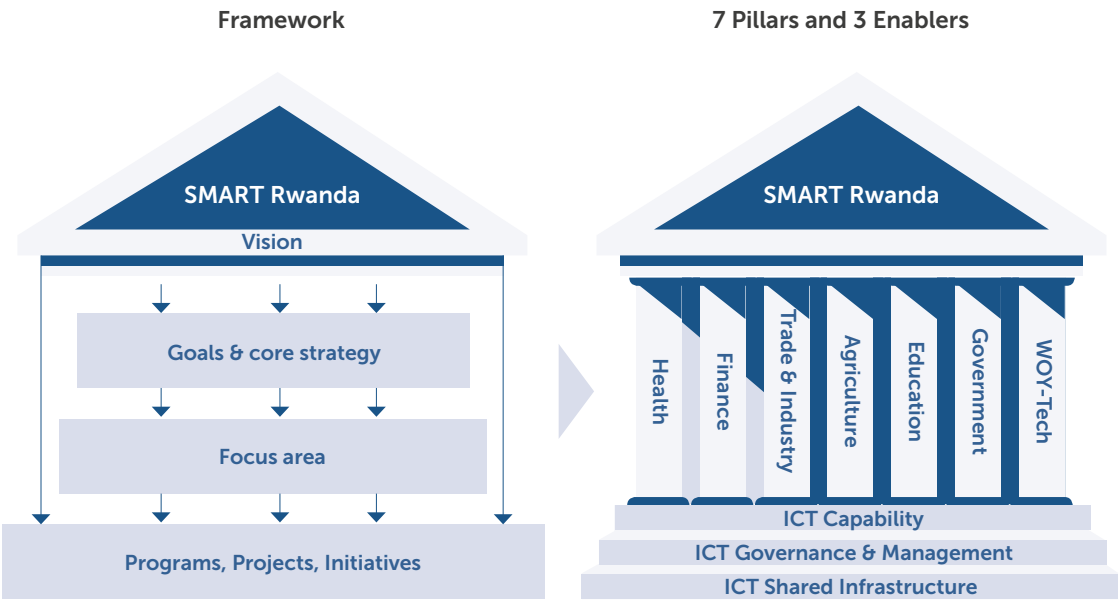 Framework
SMART Rwanda
Vision
Goals & core strategy
Focus area
Programs, Projects, Initiatives
7 Pillars and 3 Enablers
SMART Rwanda
Health
Finance
Trade & Industry
Agriculture
Education
Government
WOY-Tech
ICT Capability
ICT Governance & Management
ICT Shared Infrastructure